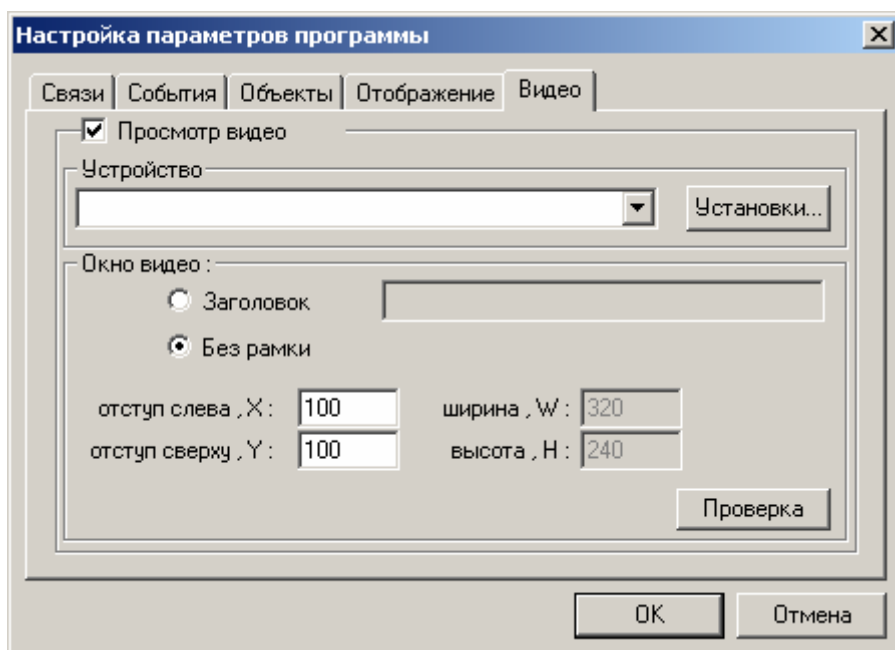 Настройка параметров программы
Связи События Объекты Отображение Видео
Просмотр видео
Устройство
Установки...
Окно видео :
Заголовок
Без рамки
отступ слева , X : 100 ширина , W : 320
отступ сверху , Y : 100 высота , H : 240
Проверка
OK Отмена